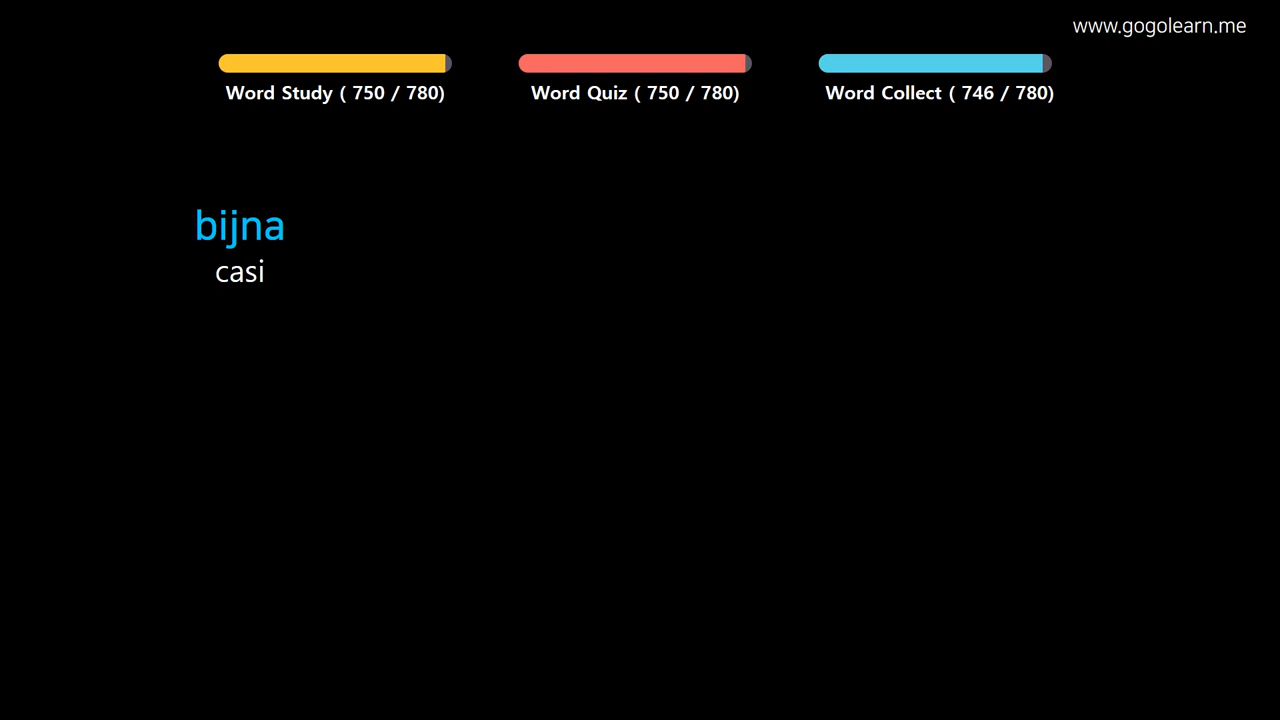 www.gogolearn.me
Word Study ( 750 / 780)
Word Quiz ( 750 / 780)
Word Collect ( 746 / 780)
bijna
casi